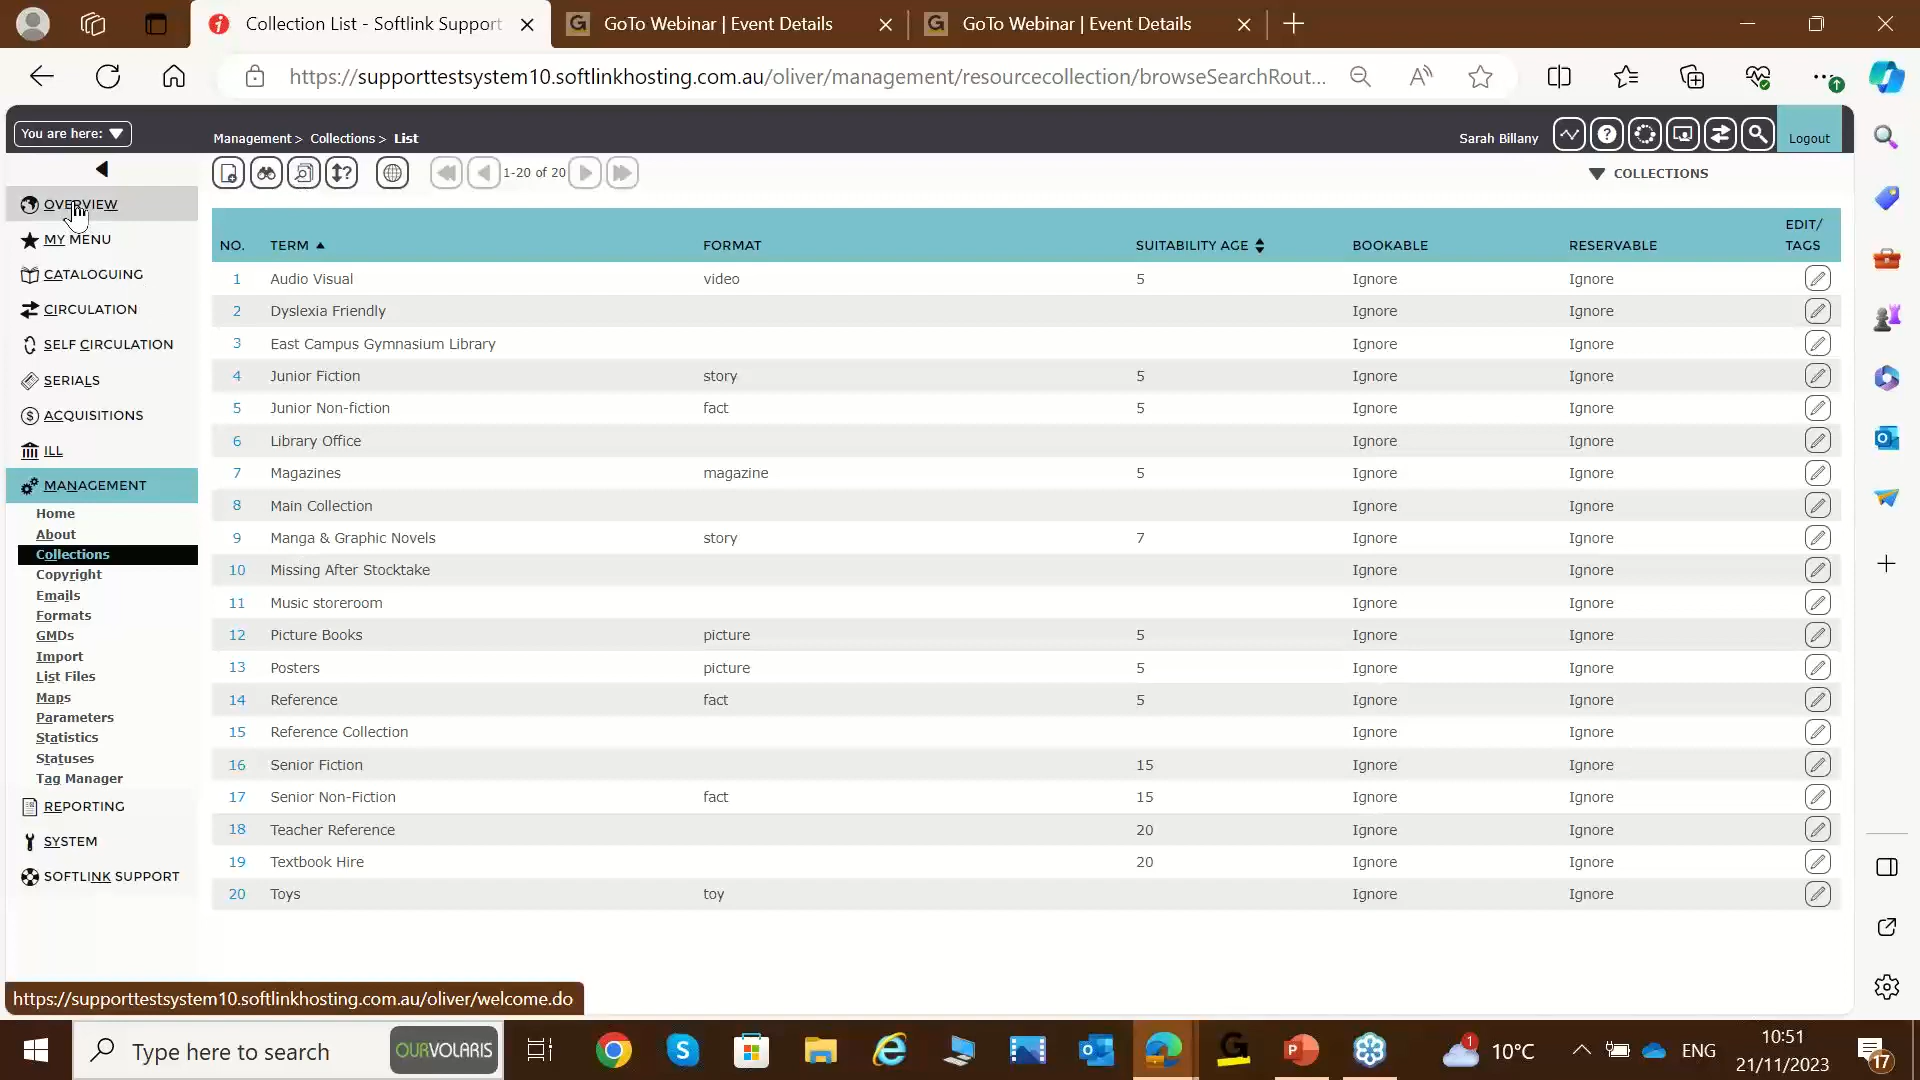 Collection List - Softlink Support
GoTo Webinar | Event Details
GoTo Webinar | Event Details
https://supporttestsystem10.softlinkhosting.com.au/oliver/management/resourcecollection/browseSearchRout...
You are here:
Management > Collections > List
Sarah Billany
Logout
1-20 of 20
COLLECTIONS
OVERVIEW
MY MENU
CATALOGUING
CIRCULATION
SELF CIRCULATION
SERIALS
ACQUISITIONS
ILL
MANAGEMENT
Home
About
Collections
Copyright
Emails
Formats
GMDs
Import
List Files
Maps
Parameters
Statistics
Statuses
Tag Manager
REPORTING
SYSTEM
SOFTLINK SUPPORT
NO. TERM FORMAT SUITABILITY AGE BOOKABLE RESERVABLE EDIT/ TAGS
1 Audio Visual video 5 Ignore Ignore
2 Dyslexia Friendly Ignore Ignore
3 East Campus Gymnasium Library Ignore Ignore
4 Junior Fiction story 5 Ignore Ignore
5 Junior Non-fiction fact 5 Ignore Ignore
6 Library Office Ignore Ignore
7 Magazines magazine 5 Ignore Ignore
8 Main Collection Ignore Ignore
9 Manga & Graphic Novels story 7 Ignore Ignore
10 Missing After Stocktake Ignore Ignore
11 Music storeroom Ignore Ignore
12 Picture Books picture 5 Ignore Ignore
13 Posters picture 5 Ignore Ignore
14 Reference fact 5 Ignore Ignore
15 Reference Collection Ignore Ignore
16 Senior Fiction 15 Ignore Ignore
17 Senior Non-Fiction fact 15 Ignore Ignore
18 Teacher Reference 20 Ignore Ignore
19 Textbook Hire 20 Ignore Ignore
20 Toys toy Ignore Ignore
https://supporttestsystem10.softlinkhosting.com.au/oliver/welcome.do
Type here to search
OURVOLARIS
1
10°C
ENG
10:51
21/11/2023
17